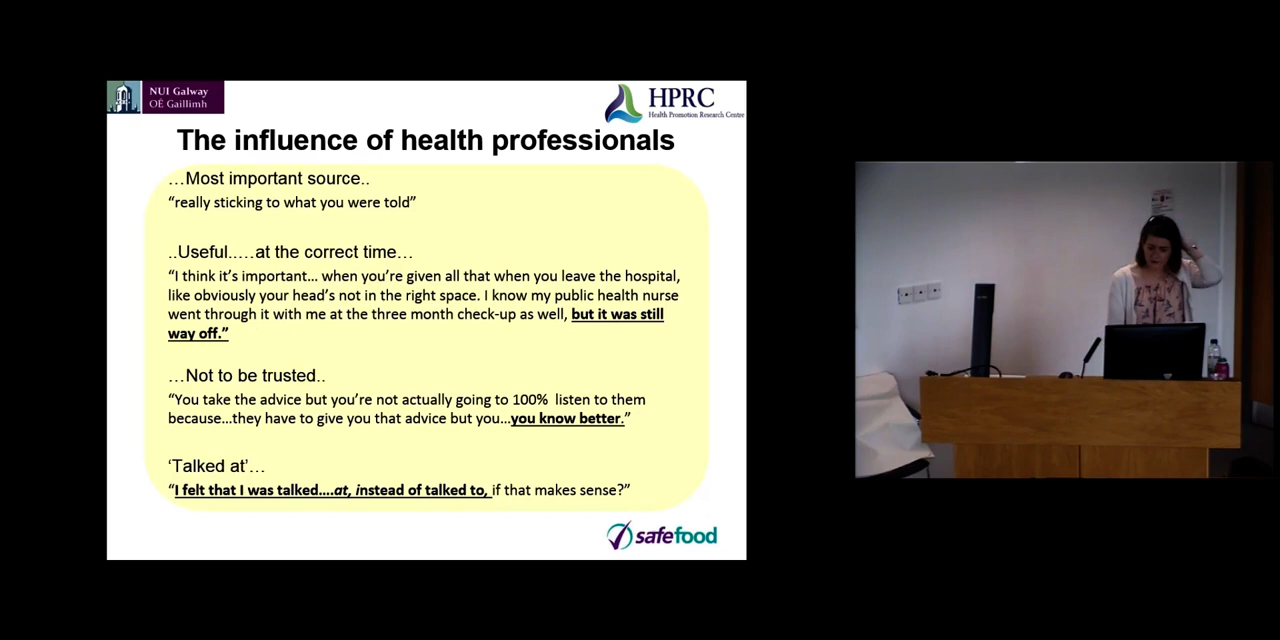 NUI Galway
OÉ Gaillimh
HPRC
Health Promotion Research Centre
The influence of health professionals
…Most important source..
“really sticking to what you were told”
..Useful..…at the correct time…
“I think it’s important… when you’re given all that when you leave the hospital,
like obviously your head’s not in the right space. I know my public health nurse
went through it with me at the three month check-up as well, but it was still
way off.”
…Not to be trusted..
“You take the advice but you’re not actually going to 100% listen to them
because…they have to give you that advice but you…you know better.”
‘Talked at’…
“I felt that I was talked….at, instead of talked to, if that makes sense?”
safefood